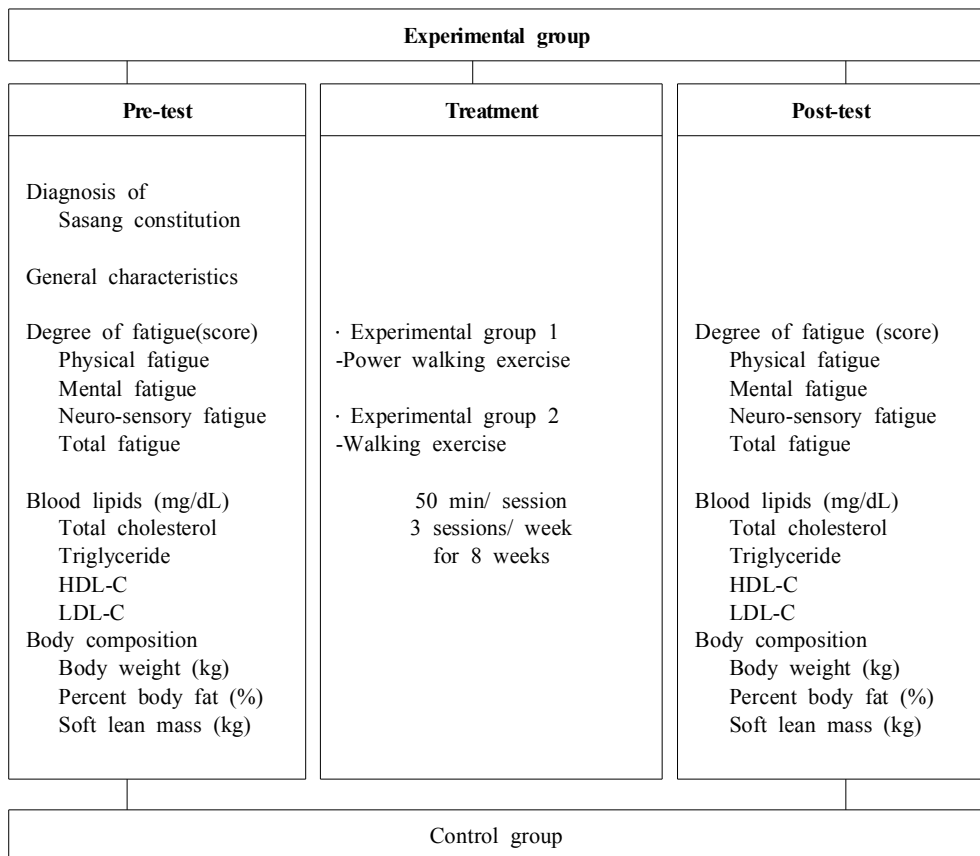 Experimental group
Pre-test
Diagnosis of
Sasang constitution
General characteristics
Degree of fatigue(score)
Physical fatigue
Mental fatigue
Neuro-sensory fatigue
Total fatigue
Blood lipids (mg/dL)
Total cholesterol
Triglyceride
HDL-C
LDL-C
Body composition
Body weight (kg)
Percent body fat (%)
Soft lean mass (kg)
Treatment
· Experimental group 1
-Power walking exercise
· Experimental group 2
-Walking exercise
50 min/ session
3 sessions/ week
for 8 weeks
Post-test
Degree of fatigue (score)
Physical fatigue
Mental fatigue
Neuro-sensory fatigue
Total fatigue
Blood lipids (mg/dL)
Total cholesterol
Triglyceride
HDL-C
LDL-C
Body composition
Body weight (kg)
Percent body fat (%)
Soft lean mass (kg)
Control group